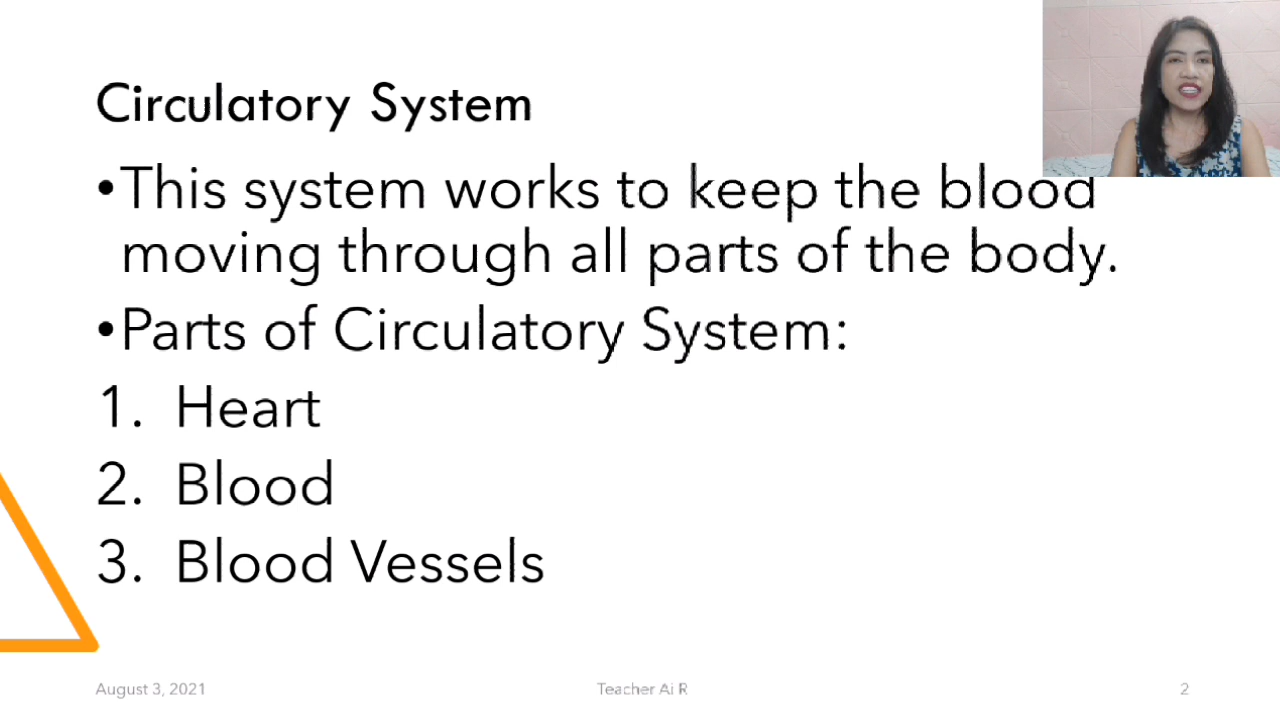 Circulatory System
•This system works to keep the blood
moving through all parts of the body.
•Parts of Circulatory System:
1. Heart
2. Blood
3. Blood Vessels
August 3, 2021
Teacher Ai R
2